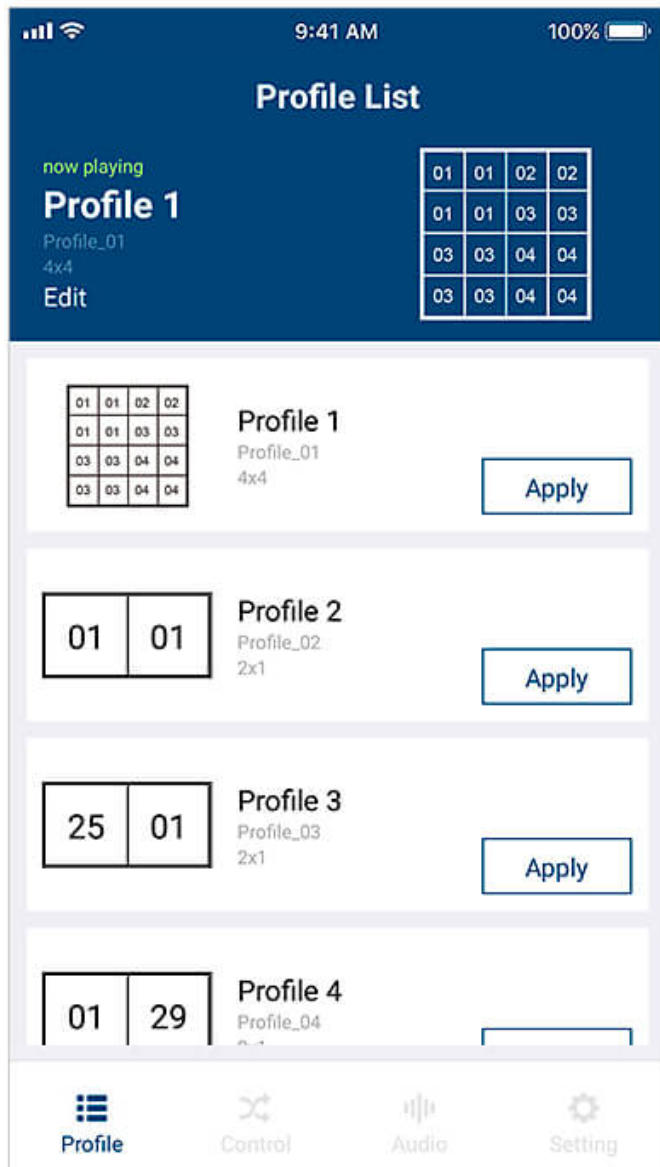 9:41 AM 100%
Profile List
now playing
Profile 1
Profile_01
4x4
Edit
01 01 02 02
01 01 03 03
03 03 04 04
03 03 04 04
01 01 02 02
01 01 03 03
03 03 04 04
03 03 04 04
Profile 1
Profile_01
4x4
Apply
01 01
Profile 2
Profile_02
2x1
Apply
25 01
Profile 3
Profile_03
2x1
Apply
01 29
Profile 4
Profile_04
Profile Control Audio Setting